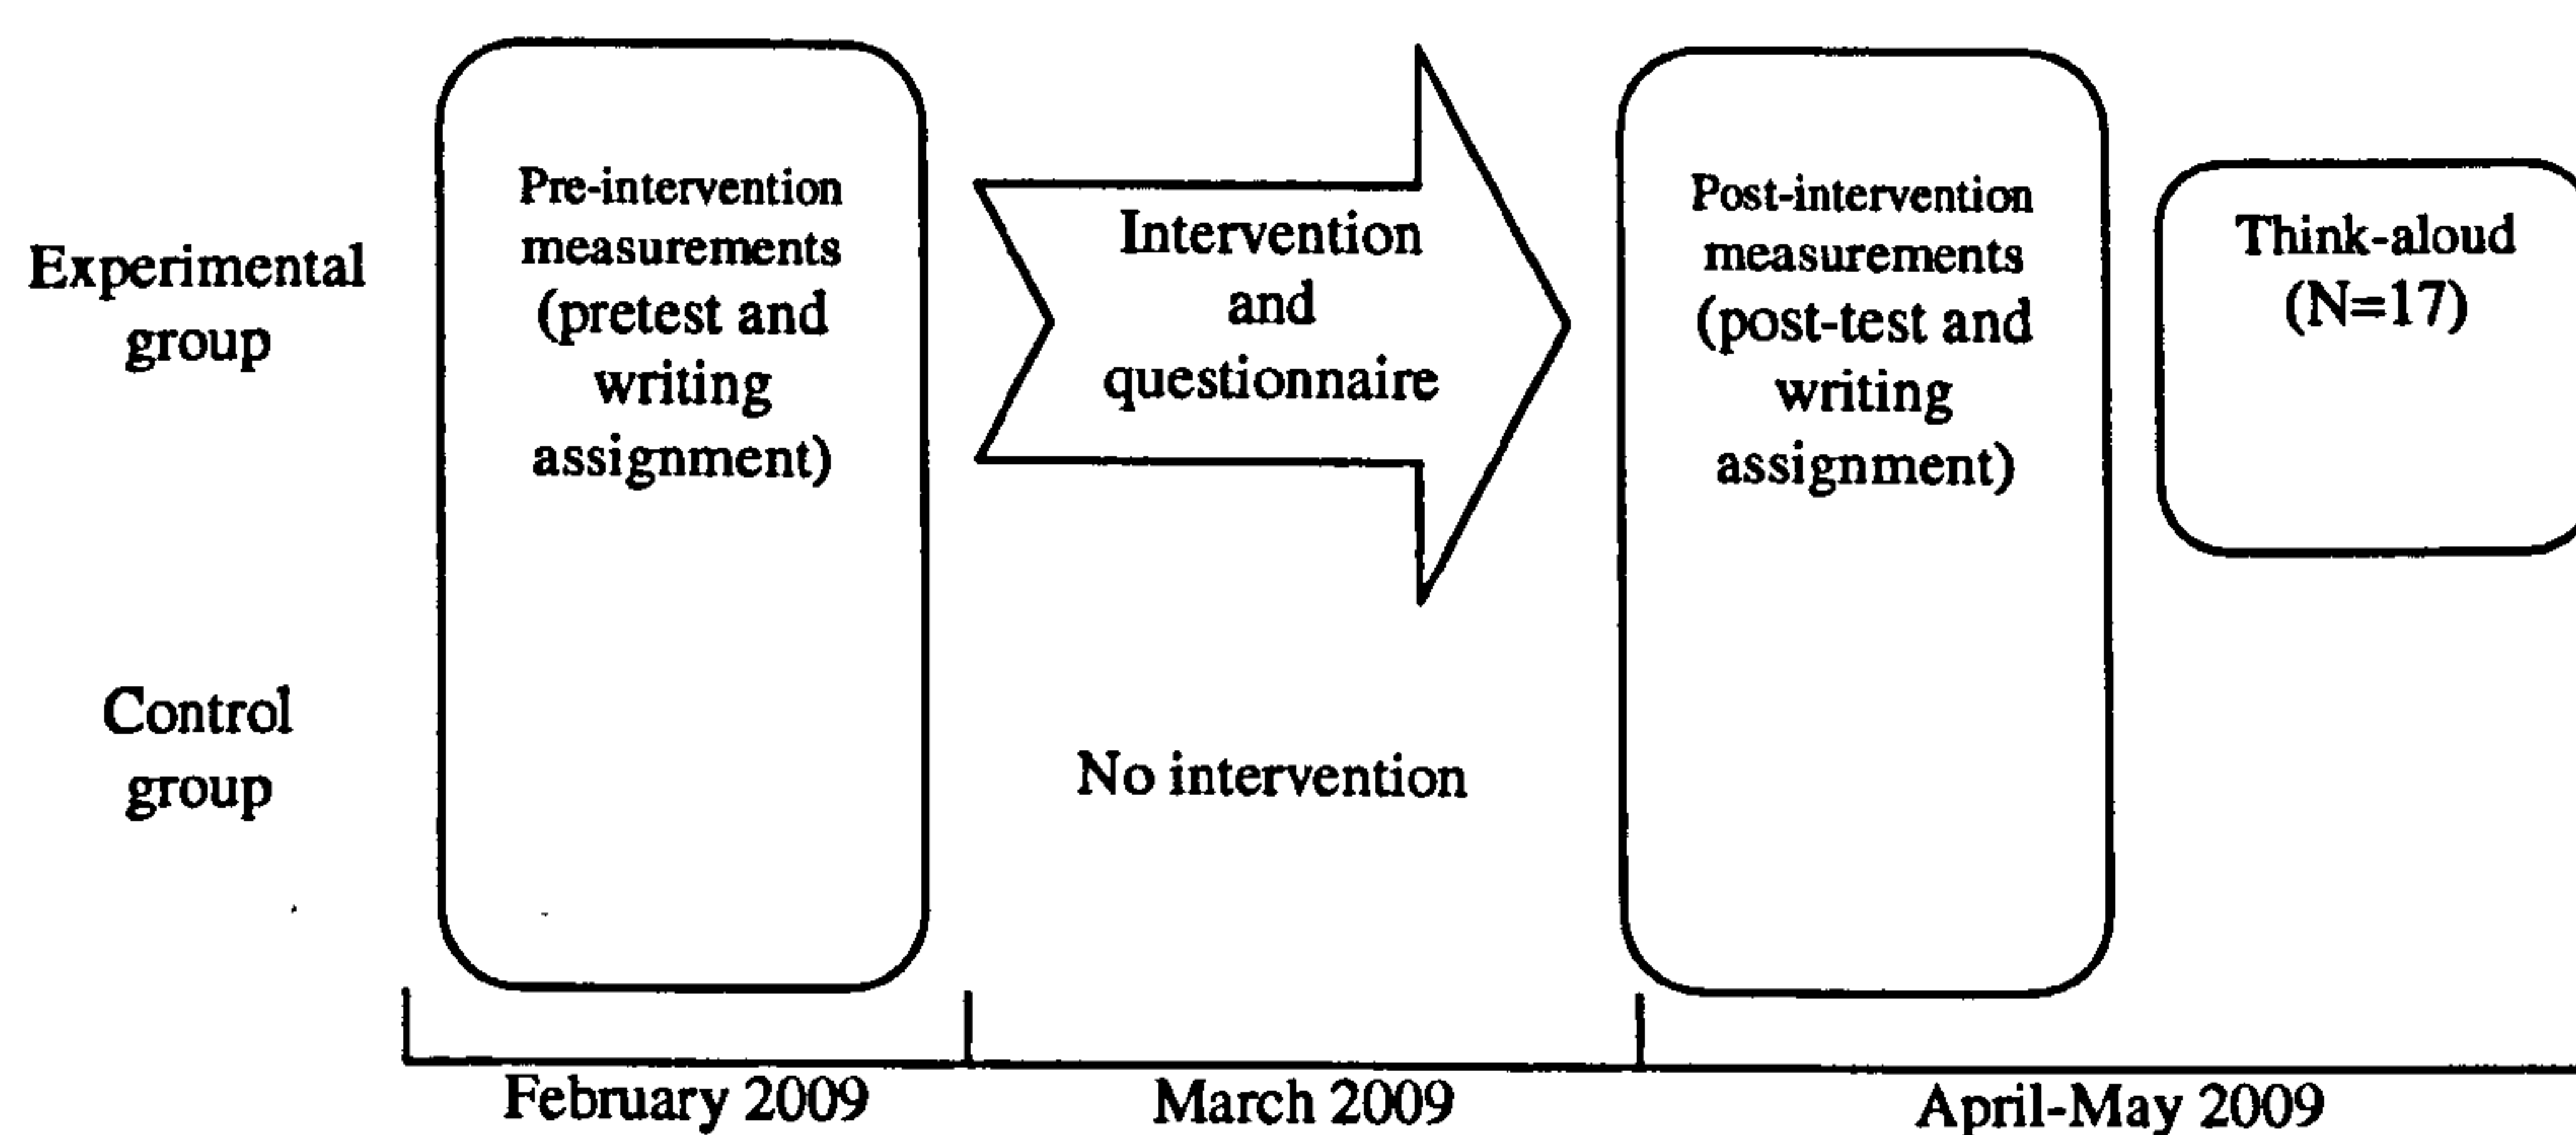 Experimental
group
Pre-intervention
measurements
(pretest and
writing
assignment)
Intervention
and
questionnaire
Post-intervention
measurements
(post-test and
writing
assignment)
Think-aloud
(N=17)
Control
group
No intervention
February 2009
March 2009
April-May 2009